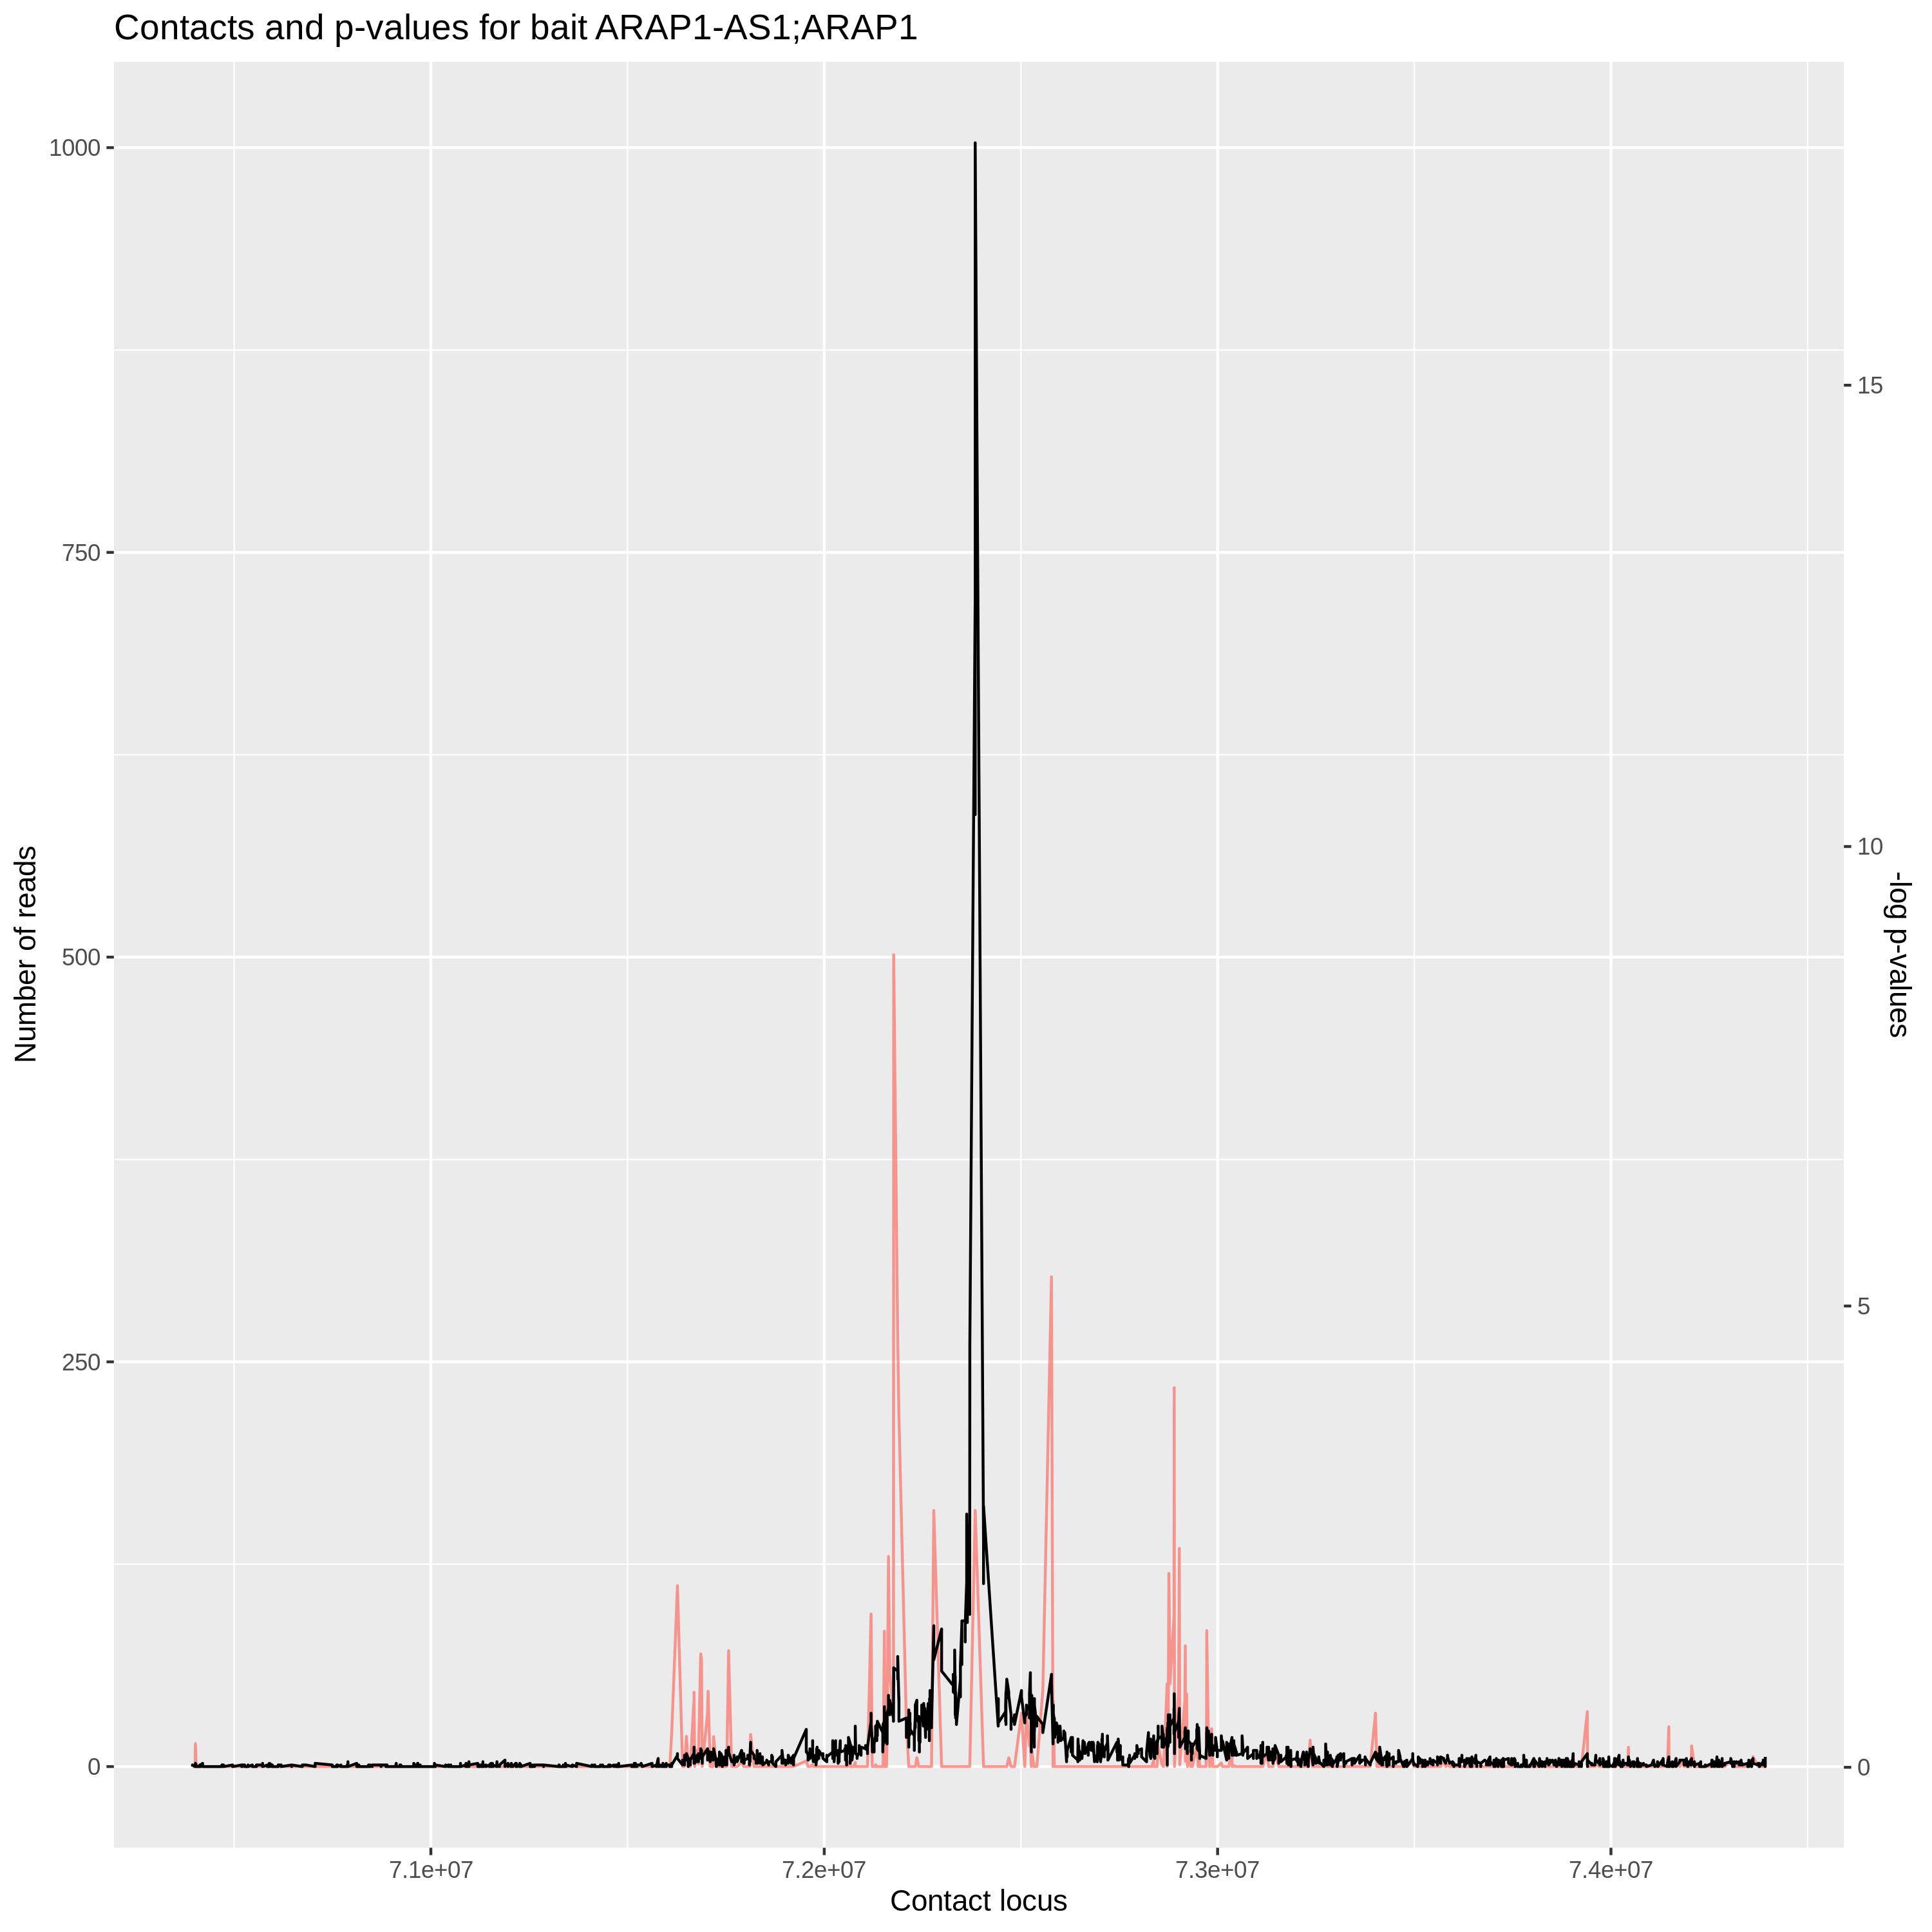 Contacts and p-values for bait ARAP1-AS1;ARAP1
1000
750
500
250
0
Number of reads
15
10
5
0
-log p-values
7.1e+07
7.2e+07
7.3e+07
7.4e+07
Contact locus